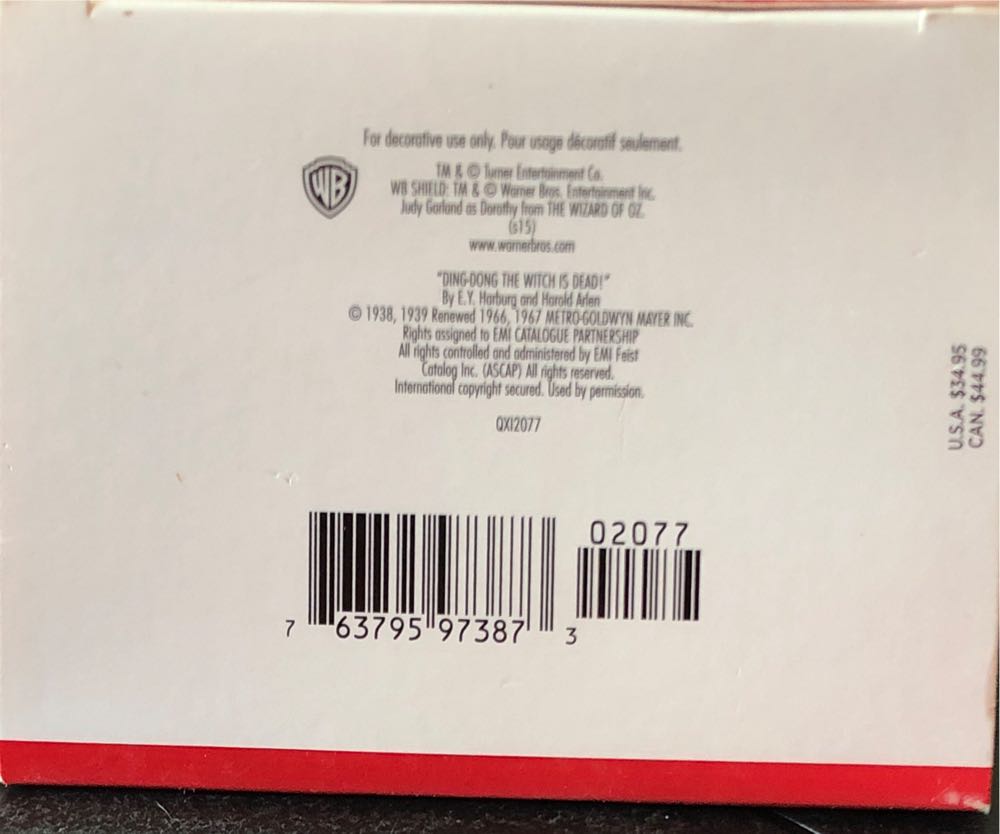 For decorative use only. Pour usage décoratif seulement.
WB
TM & © Turner Entertainment Co.
WB SHIELD: TM & © Warner Bros. Entertainment Inc.
Judy Garland as Dorothy from THE WIZARD OF OZ.
(s15)
www.warnerbros.com
"DING-DONG THE WITCH IS DEAD!"
By E.Y. Harburg and Harold Arlen
© 1938, 1939 Renewed 1966, 1967 METRO-GOLDWYN MAYER INC.
Rights assigned to EMI CATALOGUE PARTNERSHIP
All rights controlled and administered by EMI Feist
Catalog Inc. (ASCAP) All rights reserved.
International copyright secured. Used by permission.
QXI2077
U.S.A. $34.95
CAN. $44.99
02077
7 63795 97387 3